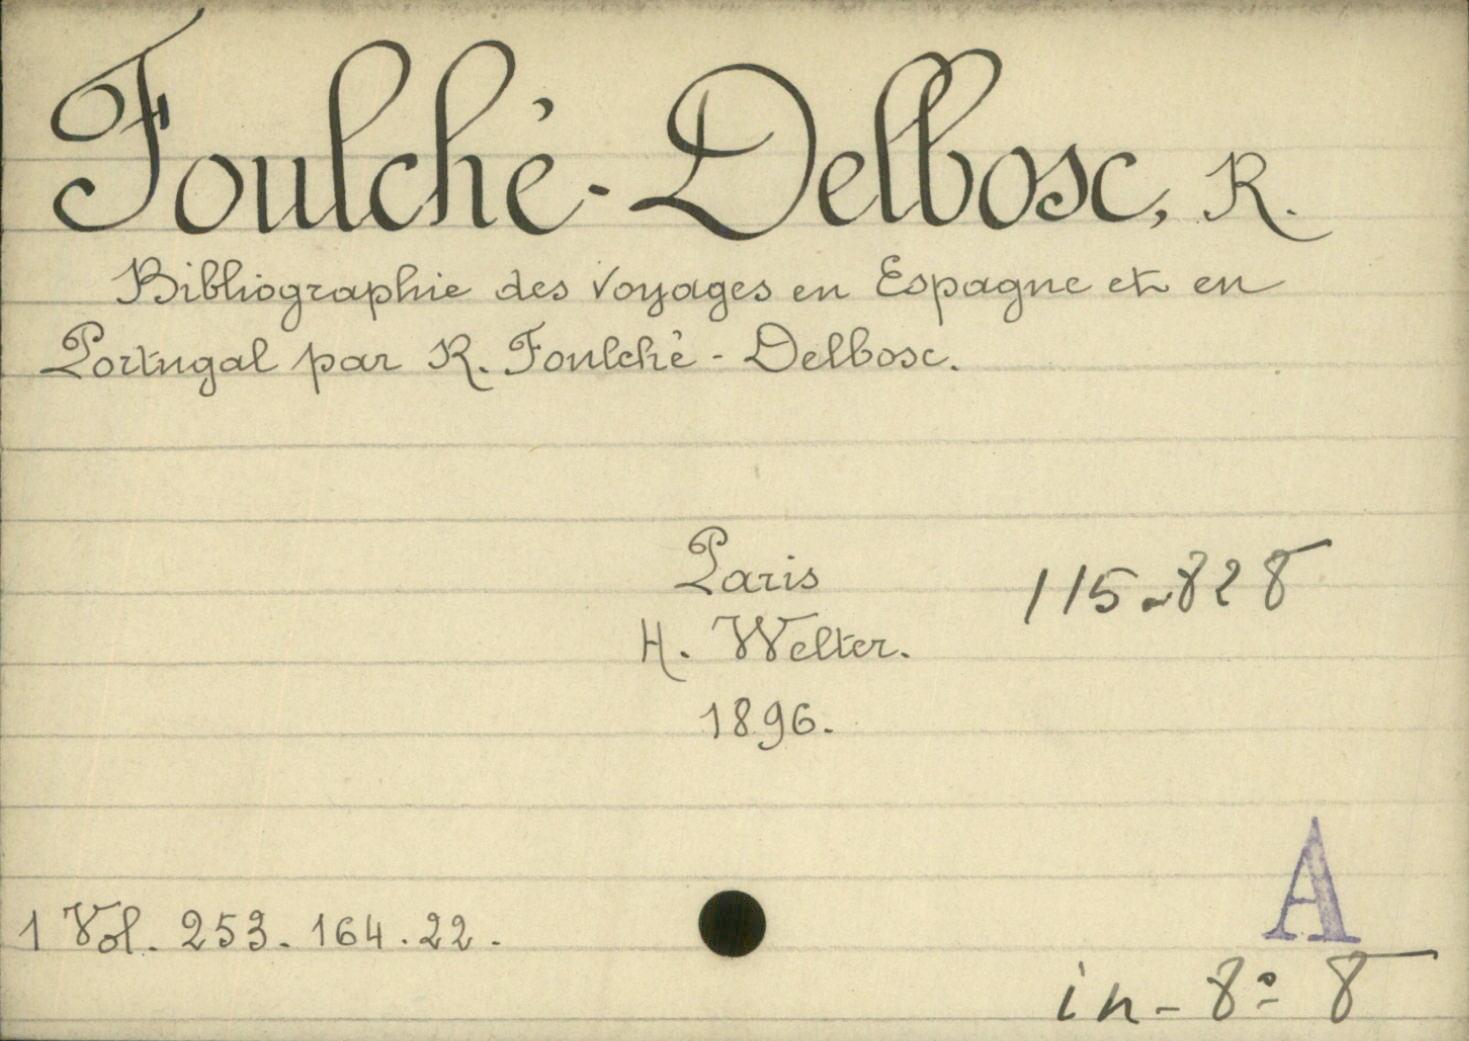 Foulché-Delbosc, R.
Bibliographie des Voyages en Espagne et en
Portugal par R. Foulché-Delbosc.
Paris
115-828
H. Welter.
1896.
A
1 Vol. 253. 164. 22.
in-8º 8